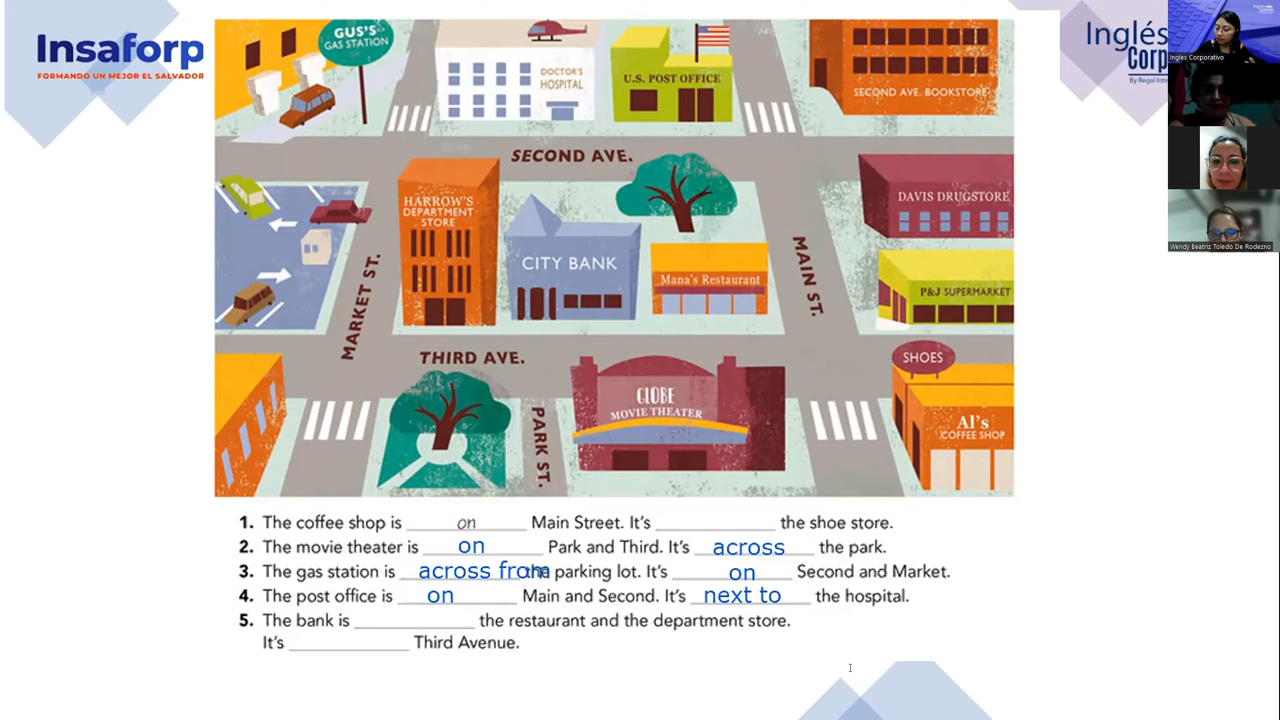 Insaforp
FORMANDO UN MEJOR EL SALVADOR
GUS'S
GAS STATION
DOCTOR'S
HOSPITAL
U.S. POST OFFICE
SECOND AVE. BOOKSTORE
Inglés
Corp
Ingles Corporativo
SECOND AVE.
HARROW'S
DEPARTMENT
STORE
CITY BANK
Mana's Restaurant
DAVIS DRUGSTORE
P&J SUPERMARKET
MARKET ST.
MAIN ST.
THIRD AVE.
PARK ST.
GLOBE
MOVIE THEATER
SHOES
Al's
COFFEE SHOP
Wendy Beatriz Toledo De Rodezno
1. The coffee shop is on Main Street. It's ____ the shoe store.
2. The movie theater is on Park and Third. It's across the park.
3. The gas station is across from the parking lot. It's on Second and Market.
4. The post office is on Main and Second. It's next to the hospital.
5. The bank is ____ the restaurant and the department store.
It's ____ Third Avenue.